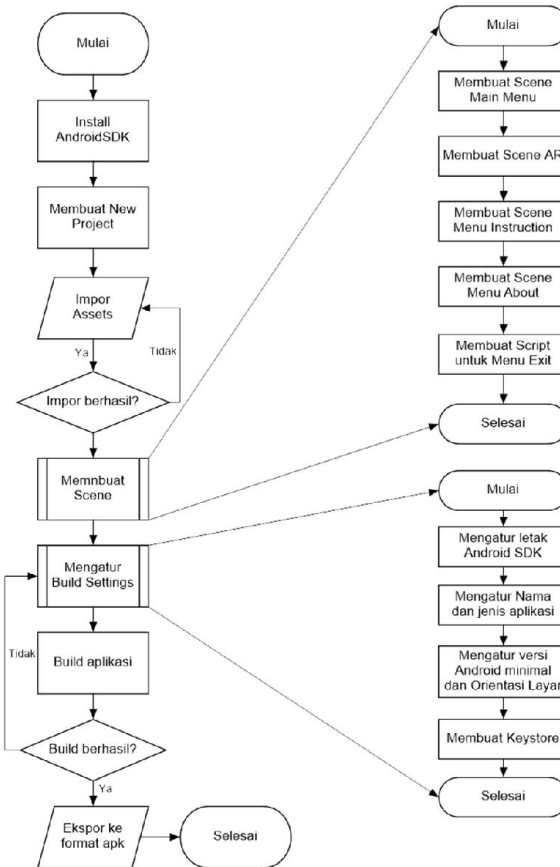 Mulai
Install
AndroidSDK
Membuat New
Project
Impor
Assets
Ya
Tidak
Impor berhasil?
Memnbuat
Scene
Mengatur
Build Settings
Tidak
Build aplikasi
Build berhasil?
Ya
Ekspor ke
format apk
Selesai
Mulai
Membuat Scene
Main Menu
Membuat Scene AR
Membuat Scene
Menu Instruction
Membuat Scene
Menu About
Membuat Script
untuk Menu Exit
Selesai
Mulai
Mengatur letak
Android SDK
Mengatur Nama
dan jenis aplikasi
Mengatur versi
Android minimal
dan Orientasi Layar
Membuat Keystore
Selesai